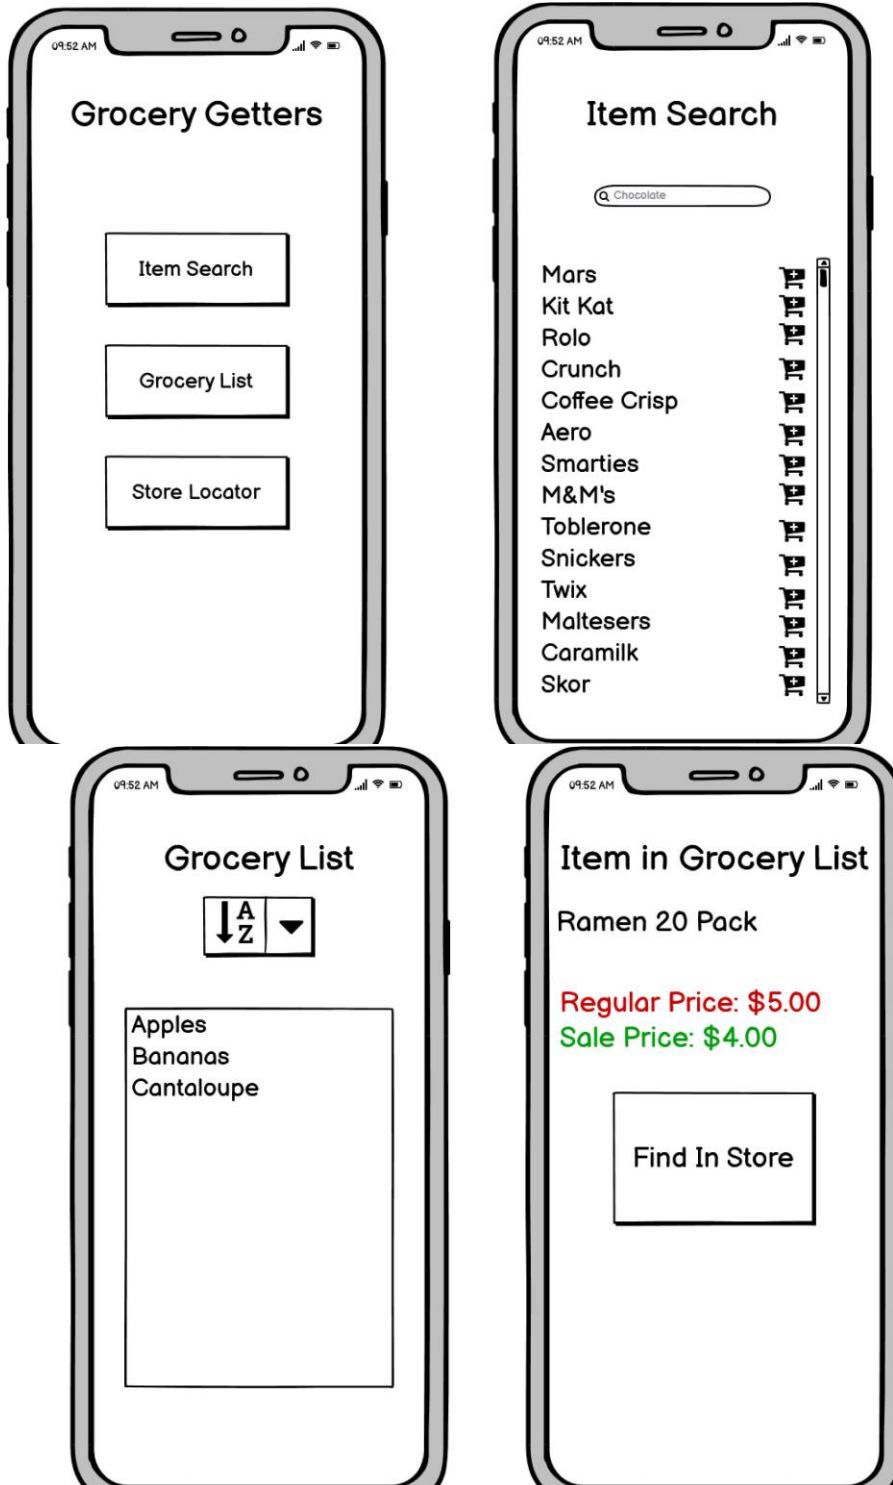 09:52 AM
Grocery Getters
Item Search
Grocery List
Store Locator
09:52 AM
Item Search
Chocolate
Mars
Kit Kat
Rolo
Crunch
Coffee Crisp
Aero
Smarties
M&M's
Toblerone
Snickers
Twix
Maltesers
Caramilk
Skor
09:52 AM
Grocery List
A
Z
Apples
Bananas
Cantaloupe
09:52 AM
Item in Grocery List
Ramen 20 Pack
Regular Price: $5.00
Sale Price: $4.00
Find In Store